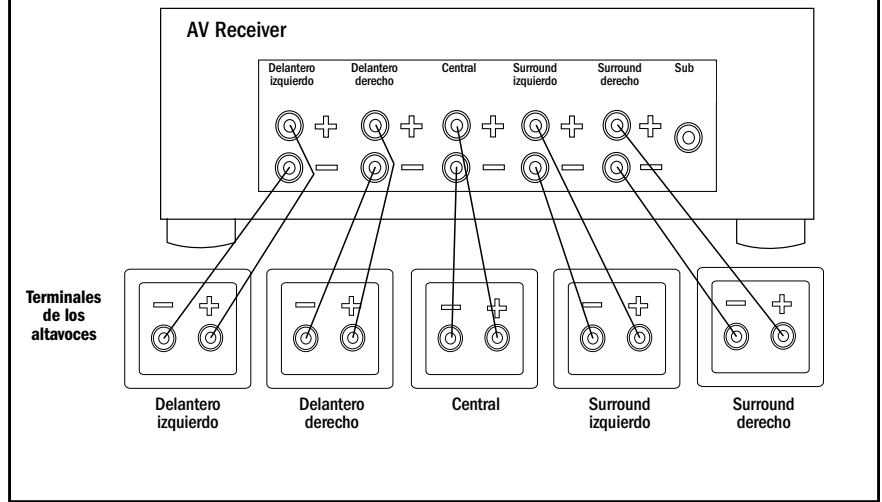 AV Receiver
Delantero
izquierdo
Delantero
derecho
Central
Surround
izquierdo
Surround
derecho
Sub
Terminales
de los
altavoces
Delantero
izquierdo
Delantero
derecho
Central
Surround
izquierdo
Surround
derecho